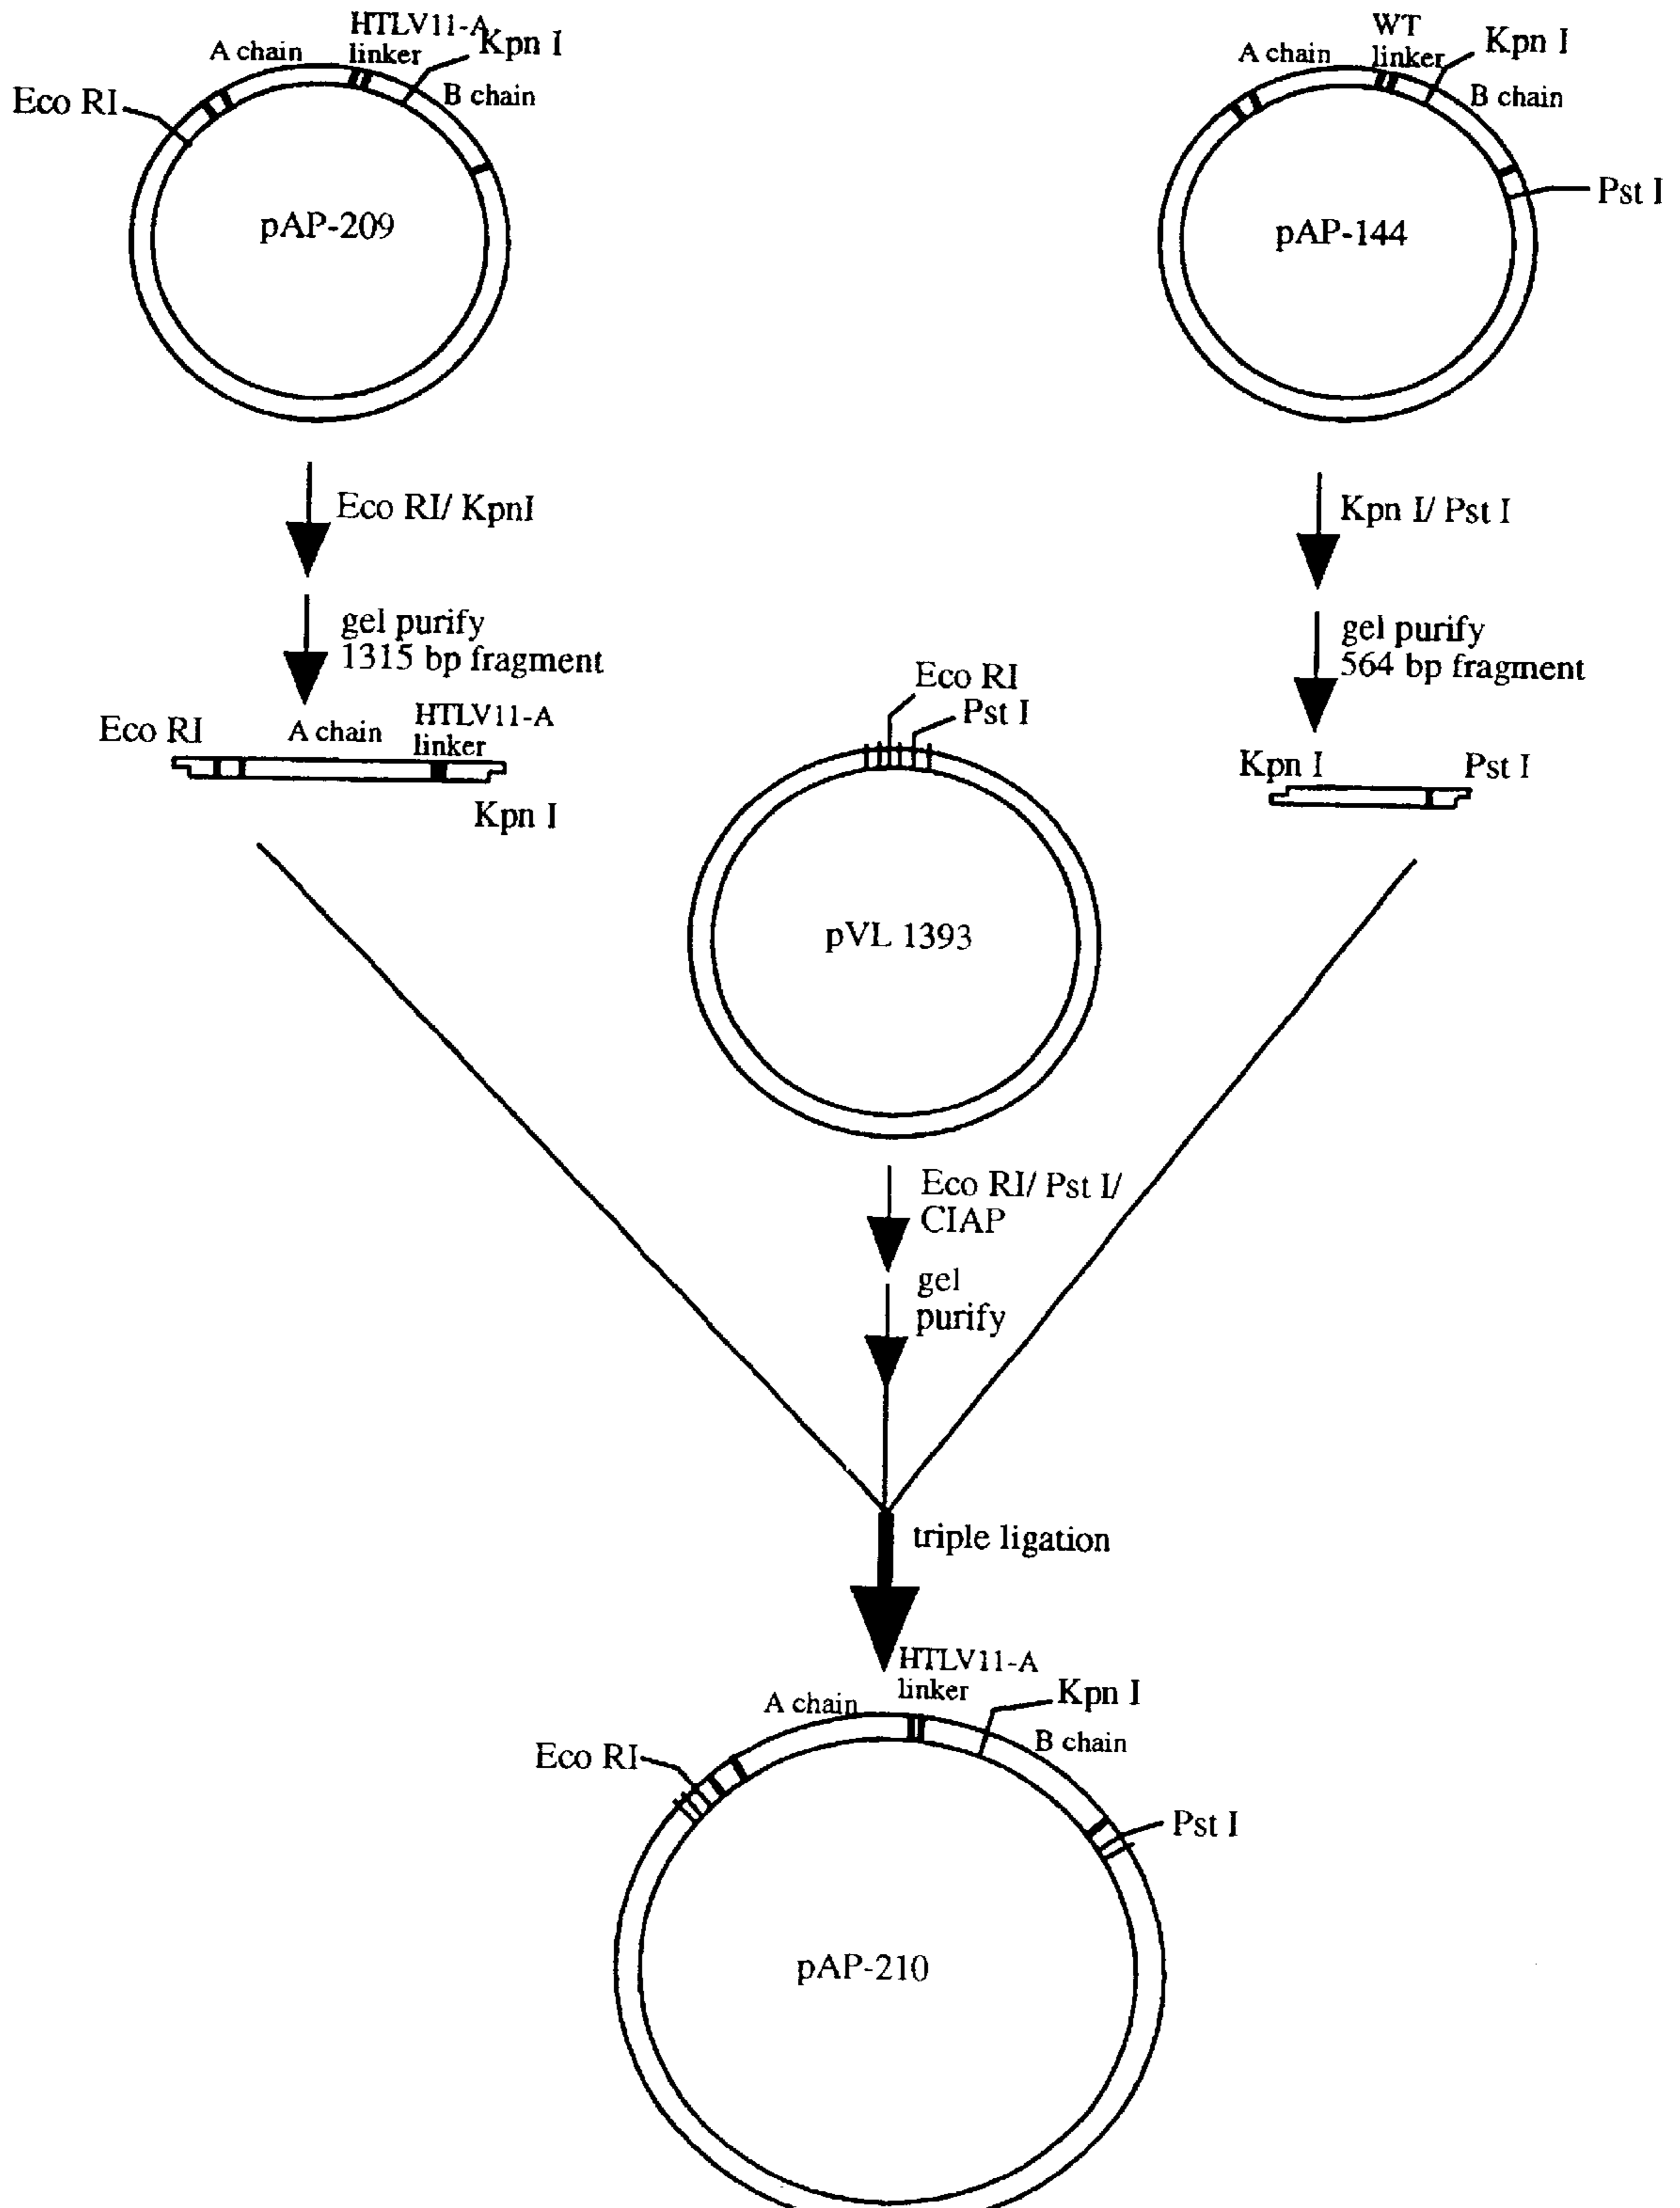 HTLV11-A
linker
A chain
Kpn I
B chain
Eco RI
pAP-209
WT
linker
A chain
Kpn I
B chain
Pst I
pAP-144
Eco RI/ KpnI
gel purify
1315 bp fragment
Eco RI
A chain
HTLV11-A
linker
Kpn I
Kpn I/ Pst I
gel purify
564 bp fragment
Kpn I
Pst I
Eco RI
Pst I
pVL 1393
Eco RI/ Pst I/
CIAP
gel
purify
triple ligation
HTLV11-A
linker
A chain
Kpn I
B chain
Eco RI
Pst I
pAP-210